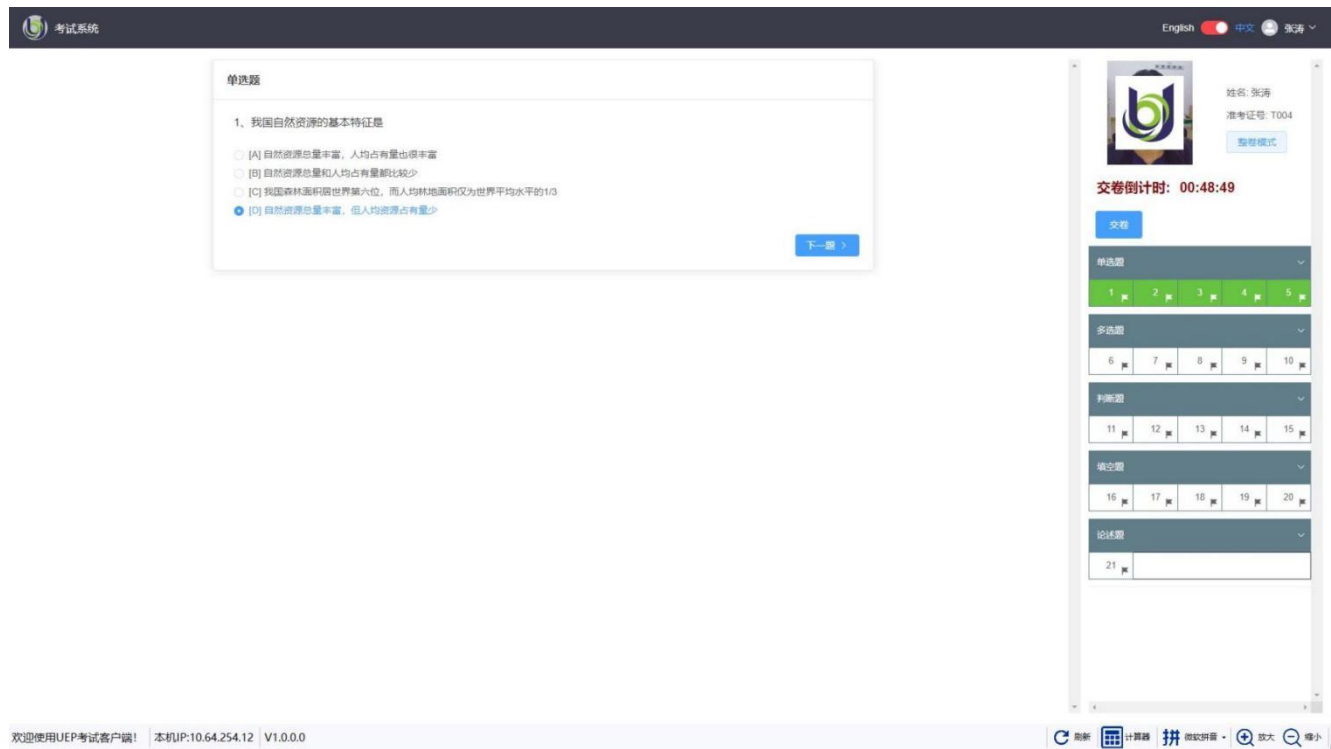 考试系统
English 中文 张涛
单选题
1、我国自然资源的基本特征是
[A] 自然资源总量丰富，人均占有量也很丰富
[B] 自然资源总量和人均占有量都比较少
[C] 我国森林面积居世界第六位，而人均林地面积仅为世界平均水平的1/3
[D] 自然资源总量丰富，但人均资源占有量少
下一题 >
姓名: 张涛
准考证号: T004
整卷模式
交卷倒计时：00:48:49
交卷
单选题
1 2 3 4 5
多选题
6 7 8 9 10
判断题
11 12 13 14 15
填空题
16 17 18 19 20
论述题
21
欢迎使用UEP考试客户端! 本机IP:10.64.254.12 V1.0.0.0
刷新 计算器 拼 微软拼音 放大 缩小